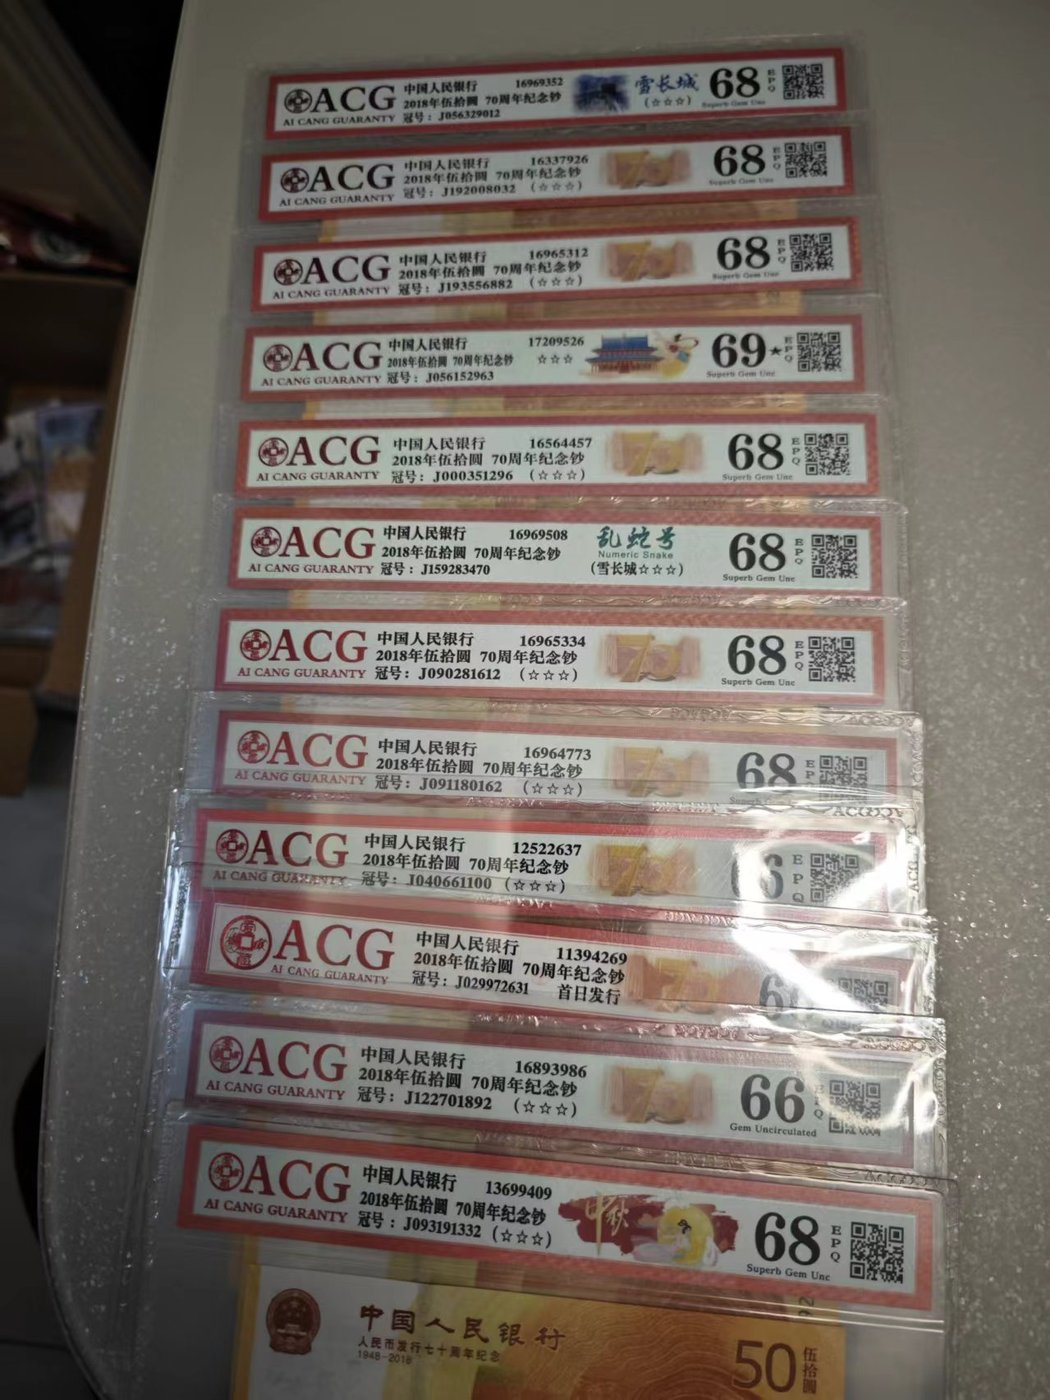 ACG
AI CANG GUARANTY
中国人民银行 16969352
2018年伍拾圆 70周年纪念钞
冠号：J056329012
雪长城
(☆☆☆)
68 EPQ
Superb Gem Unc
ACG
AI CANG GUARANTY
中国人民银行 16337926
2018年伍拾圆 70周年纪念钞
冠号：J192008032 (☆☆☆)
68 EPQ
Superb Gem Unc
ACG
AI CANG GUARANTY
中国人民银行 16965312
2018年伍拾圆 70周年纪念钞
冠号：J193556882 (☆☆☆)
68 EPQ
Superb Gem Unc
ACG
AI CANG GUARANTY
中国人民银行 17209526
2018年伍拾圆 70周年纪念钞 ☆☆☆
冠号：J056152963
69★ EPQ
Superb Gem Unc
ACG
AI CANG GUARANTY
中国人民银行 16564457
2018年伍拾圆 70周年纪念钞
冠号：J000351296 (☆☆☆)
68 EPQ
Superb Gem Unc
ACG
AI CANG GUARANTY
中国人民银行 16969508
2018年伍拾圆 70周年纪念钞
冠号：J159283470
乱蛇号
Numeric Snake
(雪长城☆☆☆)
68 EPQ
Superb Gem Unc
ACG
AI CANG GUARANTY
中国人民银行 16965334
2018年伍拾圆 70周年纪念钞
冠号：J090281612 (☆☆☆)
68 EPQ
Superb Gem Unc
ACG
AI CANG GUARANTY
中国人民银行 16964773
2018年伍拾圆 70周年纪念钞
冠号：J091180162 (☆☆☆)
68 EPQ
ACG
AI CANG GUARANTY
中国人民银行 12522637
2018年伍拾圆 70周年纪念钞
冠号：J040661100 (☆☆☆)
EPQ
ACG
AI CANG GUARANTY
中国人民银行 11394269
2018年伍拾圆 70周年纪念钞
冠号：J029972631 首日发行
ACG
AI CANG GUARANTY
中国人民银行 16893986
2018年伍拾圆 70周年纪念钞
冠号：J122701892 (☆☆☆)
66 EPQ
Gem Uncirculated
ACG
AI CANG GUARANTY
中国人民银行 13699409
2018年伍拾圆 70周年纪念钞
冠号：J093191332 (☆☆☆)
中秋
68 EPQ
Superb Gem Unc
中国人民银行
人民币发行七十周年纪念
1948-2018
50 伍拾圆